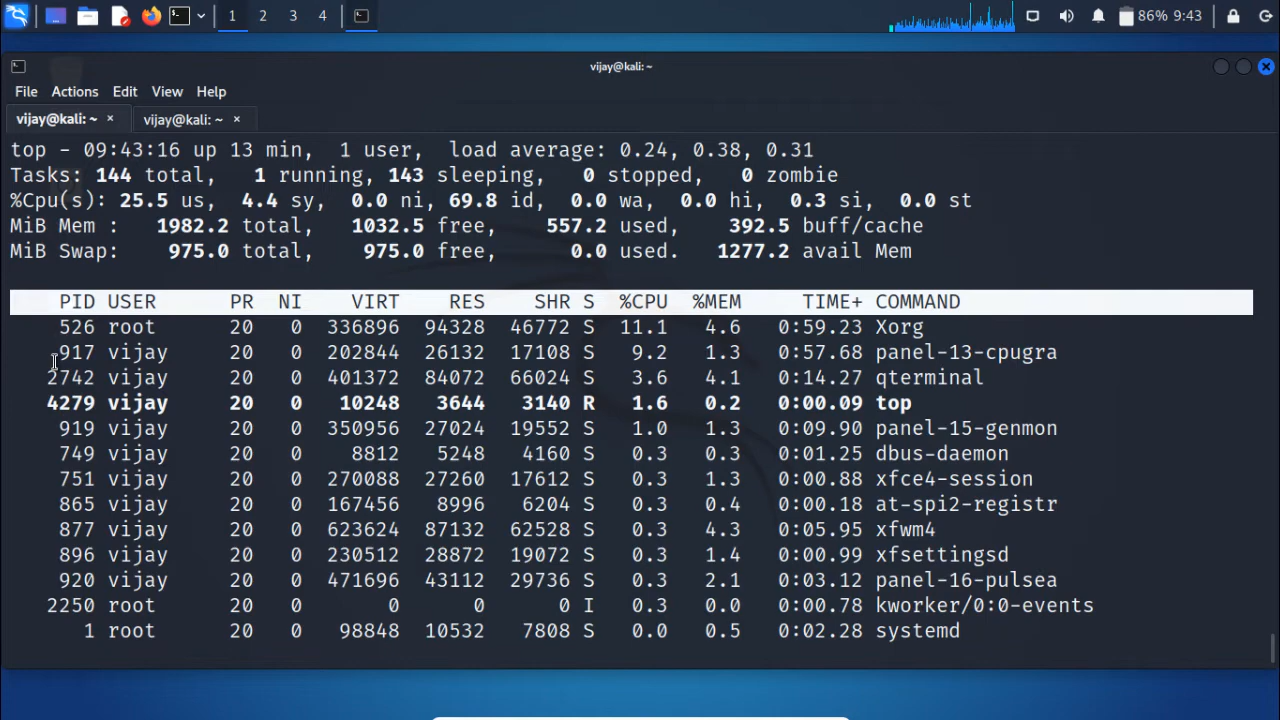 1 2 3 4 86% 9:43
vijay@kali: ~
File Actions Edit View Help
vijay@kali: ~ × vijay@kali: ~ ×
top - 09:43:16 up 13 min,  1 user,  load average: 0.24, 0.38, 0.31
Tasks: 144 total,   1 running, 143 sleeping,   0 stopped,   0 zombie
%Cpu(s): 25.5 us,  4.4 sy,  0.0 ni, 69.8 id,  0.0 wa,  0.0 hi,  0.3 si,  0.0 st
MiB Mem :   1982.2 total,   1032.5 free,    557.2 used,    392.5 buff/cache
MiB Swap:    975.0 total,    975.0 free,      0.0 used.   1277.2 avail Mem
PID USER      PR  NI    VIRT    RES    SHR S  %CPU  %MEM     TIME+ COMMAND
526 root      20   0  336896  94328  46772 S  11.1   4.6   0:59.23 Xorg
917 vijay     20   0  202844  26132  17108 S   9.2   1.3   0:57.68 panel-13-cpugra
2742 vijay     20   0  401372  84072  66024 S   3.6   4.1   0:14.27 qterminal
4279 vijay     20   0   10248   3644   3140 R   1.6   0.2   0:00.09 top
919 vijay     20   0  350956  27024  19552 S   1.0   1.3   0:09.90 panel-15-genmon
749 vijay     20   0    8812   5248   4160 S   0.3   0.3   0:01.25 dbus-daemon
751 vijay     20   0  270088  27260  17612 S   0.3   1.3   0:00.88 xfce4-session
865 vijay     20   0  167456   8996   6204 S   0.3   0.4   0:00.18 at-spi2-registr
877 vijay     20   0  623624  87132  62528 S   0.3   4.3   0:05.95 xfwm4
896 vijay     20   0  230512  28872  19072 S   0.3   1.4   0:00.99 xfsettingsd
920 vijay     20   0  471696  43112  29736 S   0.3   2.1   0:03.12 panel-16-pulsea
2250 root      20   0       0      0      0 I   0.3   0.0   0:00.78 kworker/0:0-events
1 root      20   0   98848  10532   7808 S   0.0   0.5   0:02.28 systemd